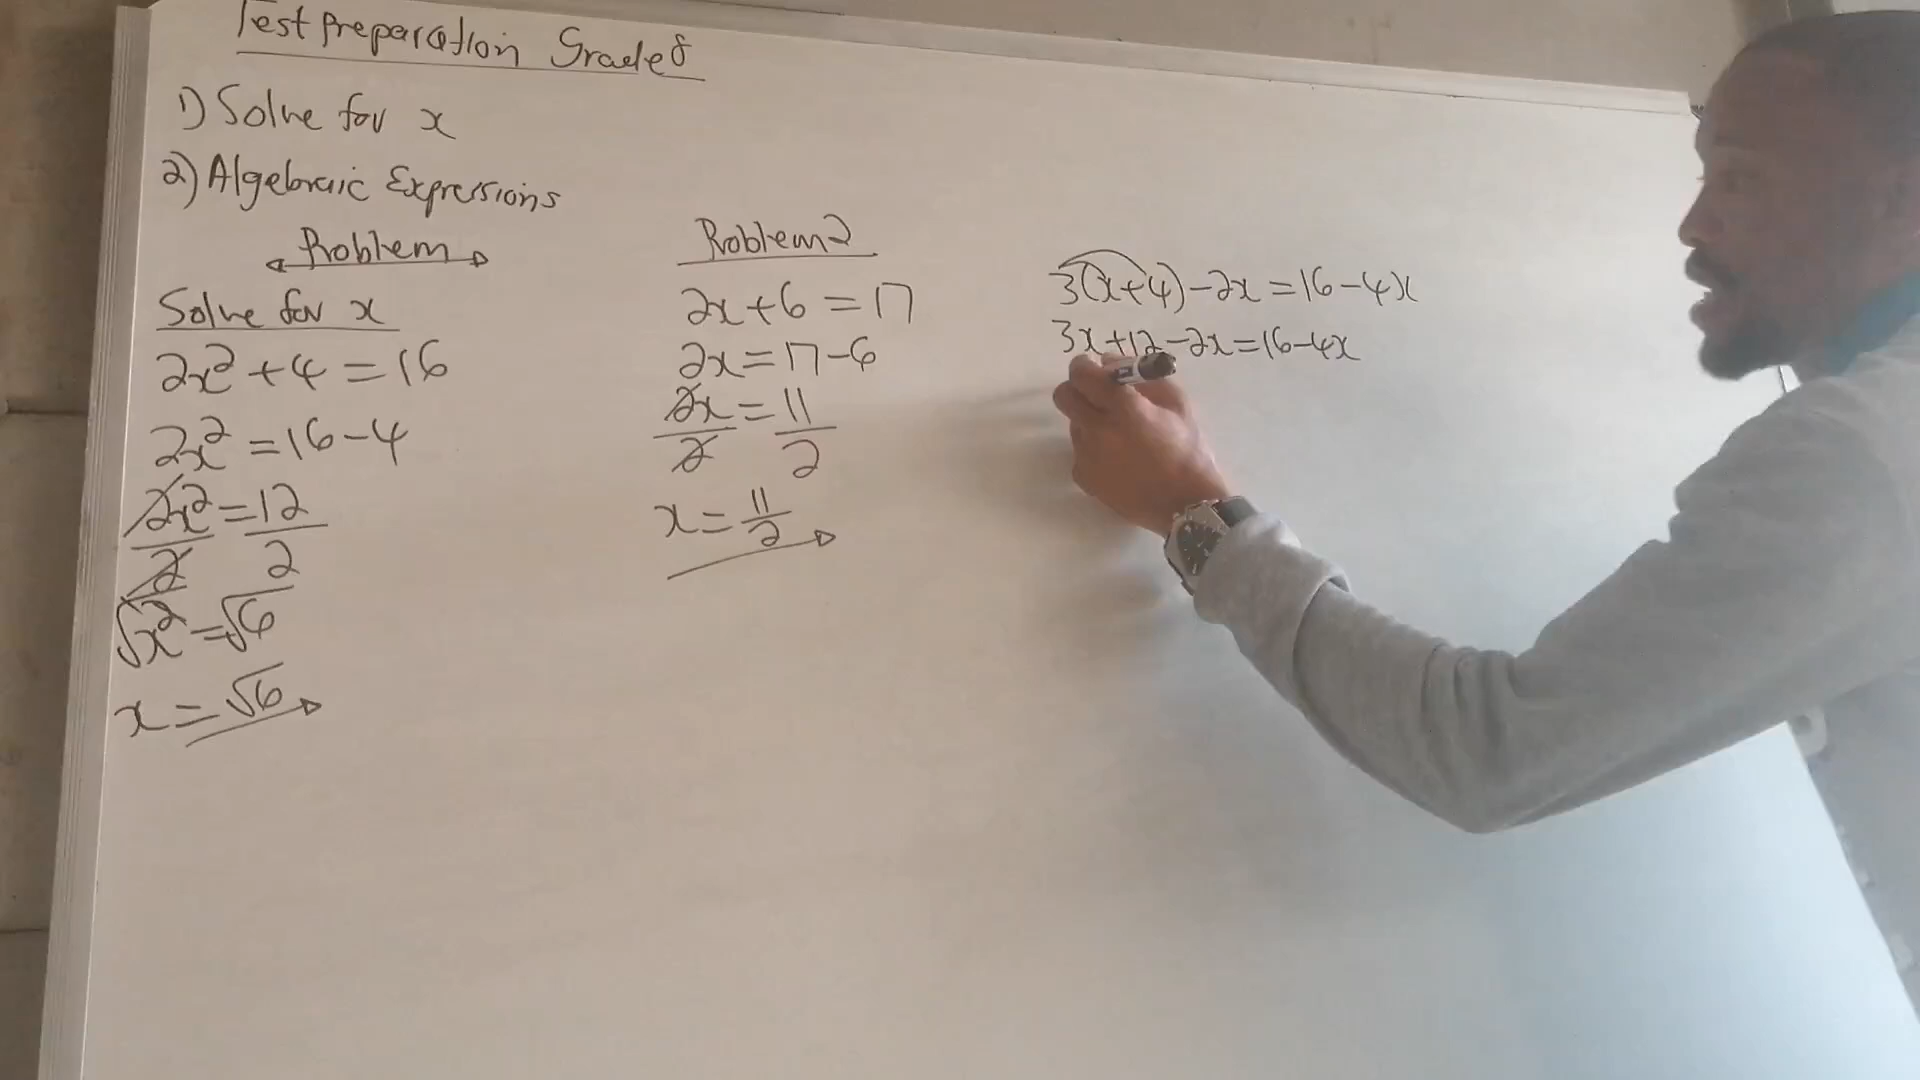 Test Preparation Grade 8
1) Solve for x
2) Algebraic Expressions
Problem
Solve for x
2x² + 4 = 16
2x² = 16 - 4
2x² = 12
2 2
√x² = √6
x = √6
Problem 2
2x + 6 = 17
2x = 17 - 6
2x = 11
2 2
x = 11/2
3(x+4) - 2x = 16 - 4x
3x + 12 - 2x = 16 - 4x